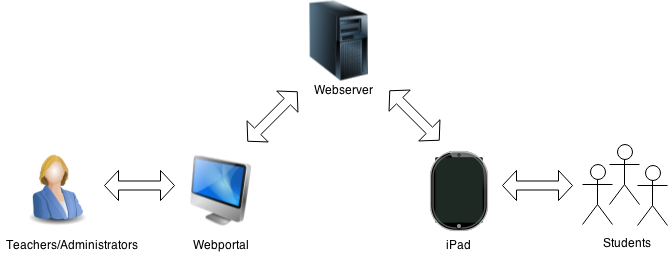 Webserver
Teachers/Administrators
Webportal
iPad
Students